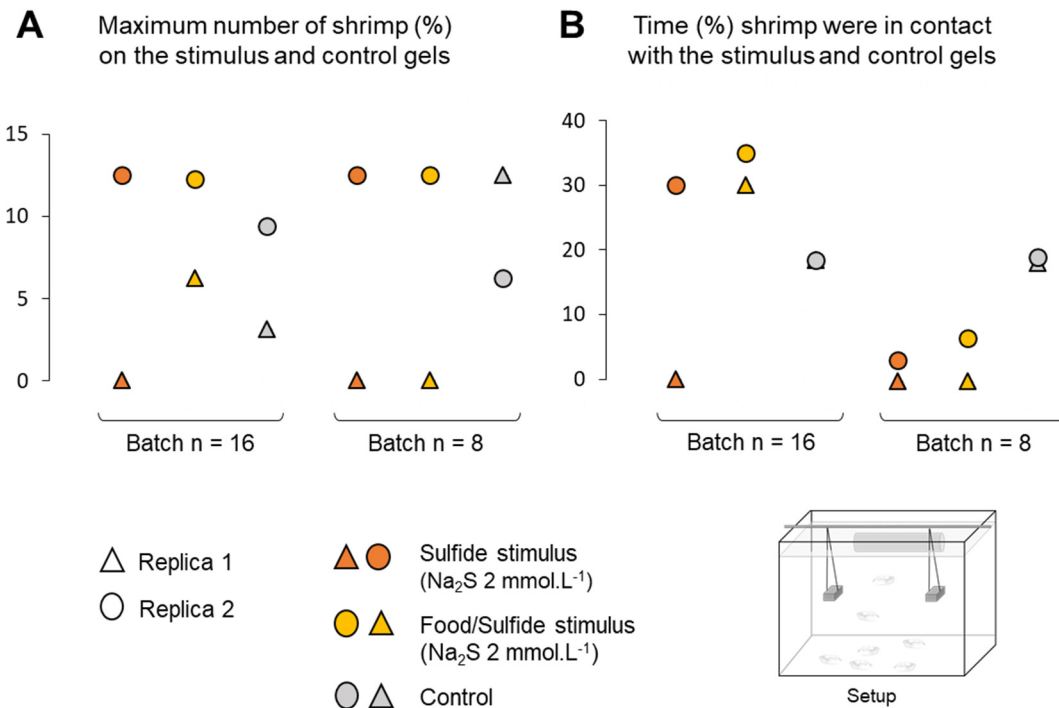 A
Maximum number of shrimp (%)
on the stimulus and control gels
15
10
5
0
Batch n = 16
Batch n = 8
B
Time (%) shrimp were in contact
with the stimulus and control gels
40
30
20
10
0
Batch n = 16
Batch n = 8
Replica 1
Replica 2
Sulfide stimulus
(Na₂S 2 mmol.L⁻¹)
Food/Sulfide stimulus
(Na₂S 2 mmol.L⁻¹)
Control
Setup